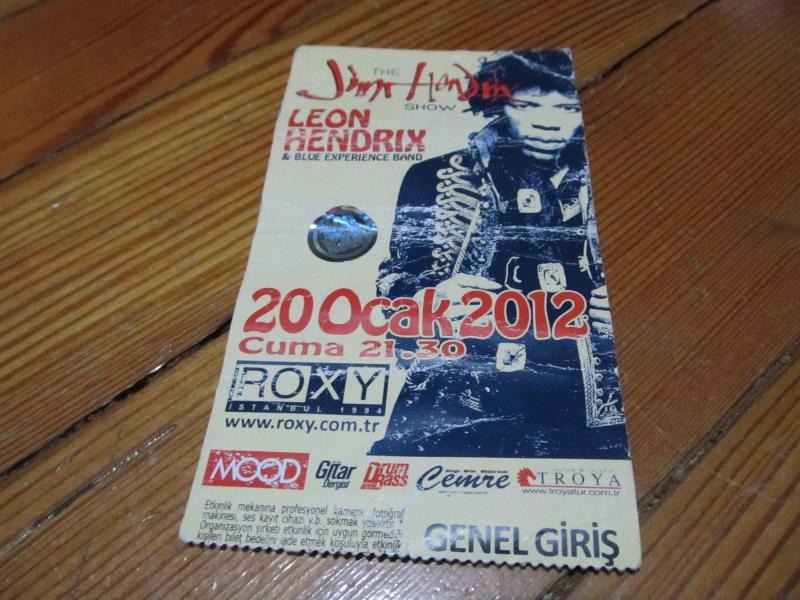 THE
Jimi Hendrix
SHOW
LEON
HENDRIX
& BLUE EXPERIENCE BAND
20 Ocak 2012
Cuma 21.30
ROXY
İSTANBUL 1994
www.roxy.com.tr
MOOD
Gitar
Dergisi
Drum
Bass
Cemre
TROYA
www.troyatur.com.tr
Etkinlik mekanına profesyonel kamera, fotoğraf
makinesi, ses kayıt cihazı v.b. sokmak yasaktır
Organizasyon şirketi etkinlik için uygun görmediği
kişileri bilet bedelini iade etmek koşuluyla etkinlik
GENEL GİRİŞ